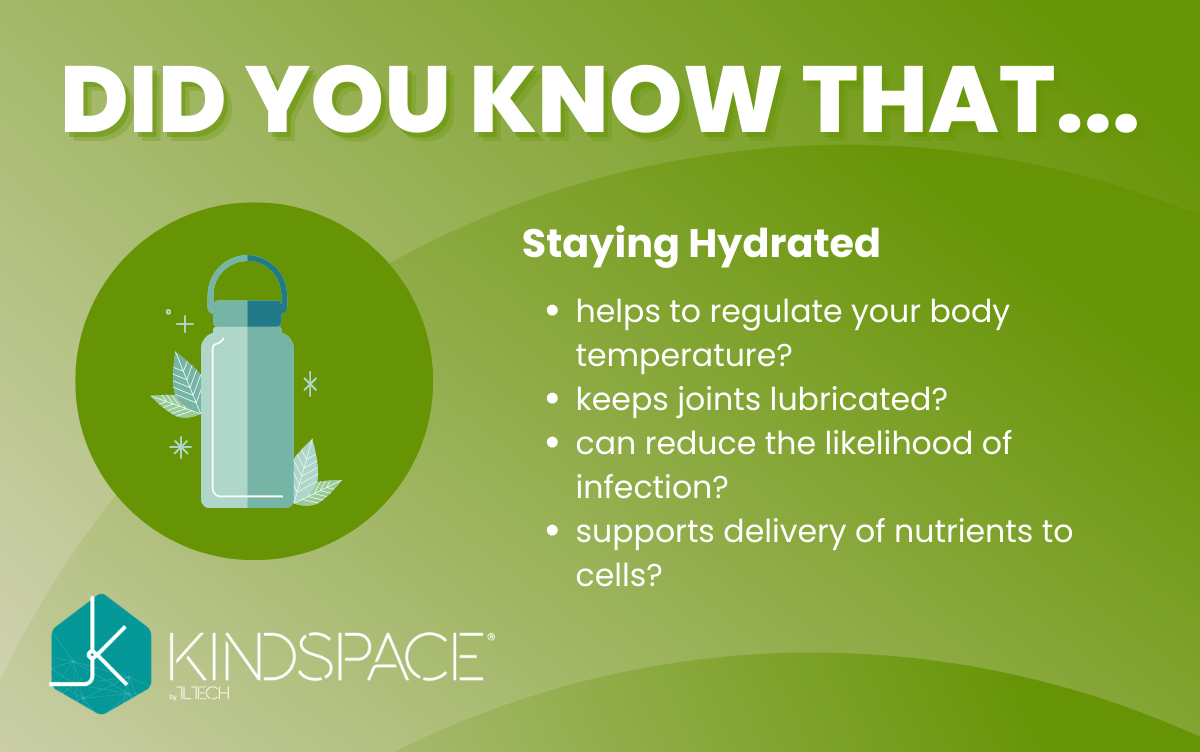 DID YOU KNOW THAT...
Staying Hydrated
• helps to regulate your body
temperature?
• keeps joints lubricated?
• can reduce the likelihood of
infection?
• supports delivery of nutrients to
cells?
KINDSPACE®
by TLTECH